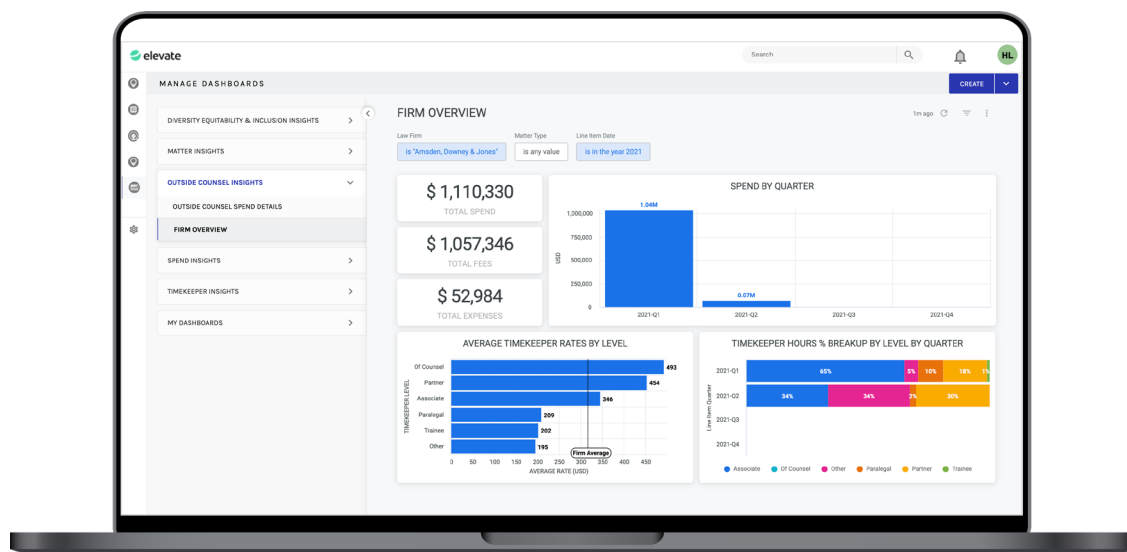 elevate
Search
HL
MANAGE DASHBOARDS
CREATE
DIVERSITY EQUITABILITY & INCLUSION INSIGHTS
MATTER INSIGHTS
OUTSIDE COUNSEL INSIGHTS
OUTSIDE COUNSEL SPEND DETAILS
FIRM OVERVIEW
SPEND INSIGHTS
TIMEKEEPER INSIGHTS
MY DASHBOARDS
FIRM OVERVIEW
1m ago
Law Firm
Matter Type
Line Item Date
is "Amsden, Downey & Jones"
is any value
is in the year 2021
$ 1,110,330
TOTAL SPEND
$ 1,057,346
TOTAL FEES
$ 52,984
TOTAL EXPENSES
SPEND BY QUARTER
USD
1,000,000
750,000
500,000
250,000
0
1.04M
0.07M
2021-Q1
2021-Q2
2021-Q3
2021-Q4
AVERAGE TIMEKEEPER RATES BY LEVEL
TIMEKEEPER LEVEL
Of Counsel 493
Partner 454
Associate 346
Paralegal 209
Trainee 202
Other 195
Firm Average
0 50 100 150 200 250 300 350 400 450
AVERAGE RATE (USD)
TIMEKEEPER HOURS % BREAKUP BY LEVEL BY QUARTER
Line Item Quarter
2021-Q1 65% 5% 10% 18% 1%
2021-Q2 34% 34% 2% 30%
2021-Q3
2021-Q4
Associate Of Counsel Other Paralegal Partner Trainee